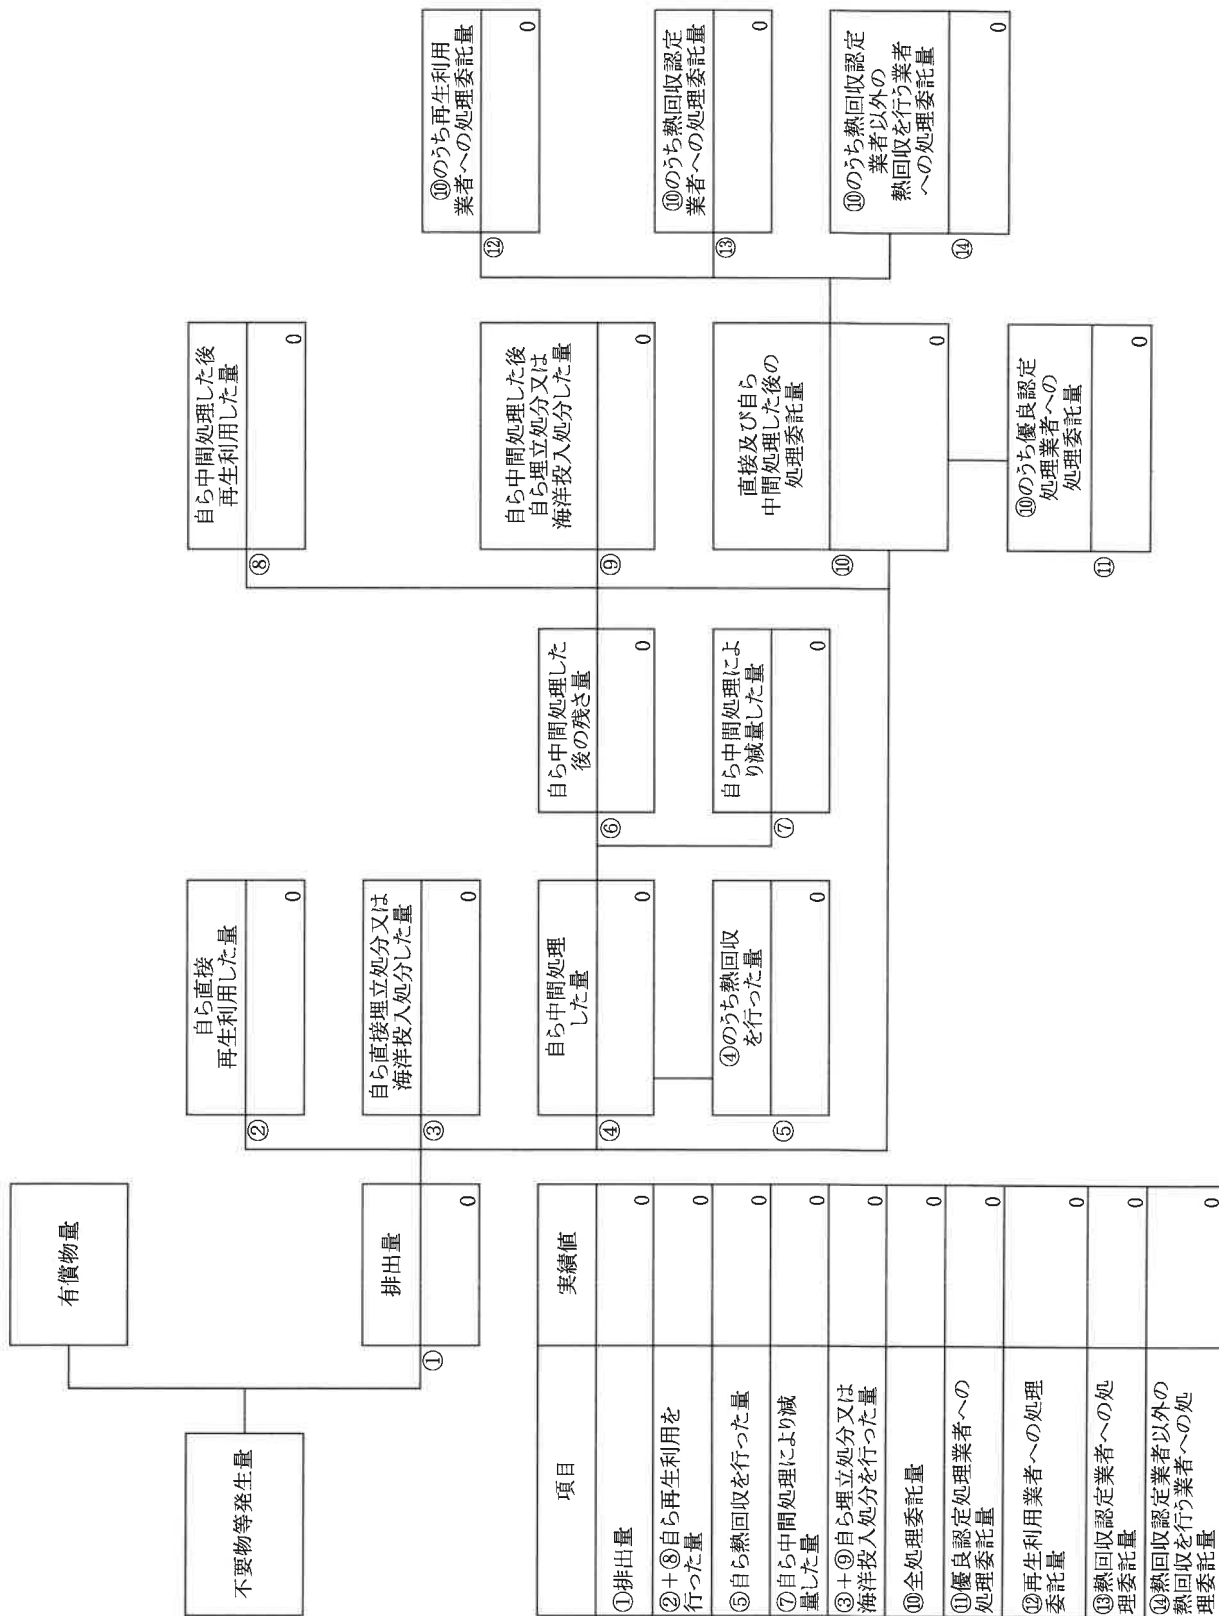 不要物等発生量
有償物量
排出量
①
0
自ら直接
再生利用した量
②
0
自ら直接埋立処分又は
海洋投入処分した量
③
0
自ら中間処理
した量
④
0
④のうち熱回収
を行った量
⑤
0
自ら中間処理した
後の残さ量
⑥
0
自ら中間処理によ
り減量した量
⑦
0
自ら中間処理した後
再生利用した量
⑧
0
自ら中間処理した後
自ら埋立処分又は
海洋投入処分した量
⑨
0
直接及び自ら
中間処理した後の
処理委託量
⑩
0
⑩のうち優良認定
処理業者への
処理委託量
⑪
0
⑩のうち再生利用
業者への処理委託量
⑫
0
⑩のうち熱回収認定
業者への処理委託量
⑬
0
⑩のうち熱回収認定
業者以外の
熱回収を行う業者
への処理委託量
⑭
0
項目 実績値
①排出量 0
②+⑧自ら再生利用を
行った量 0
⑤自ら熱回収を行った量 0
⑦自ら中間処理により減
量した量 0
③+⑨自ら埋立処分又は
海洋投入処分を行った量 0
⑩全処理委託量 0
⑪優良認定処理業者への
処理委託量 0
⑫再生利用業者への処理
委託量 0
⑬熱回収認定業者への処
理委託量 0
⑭熱回収認定業者以外の
熱回収を行う業者への処
理委託量 0